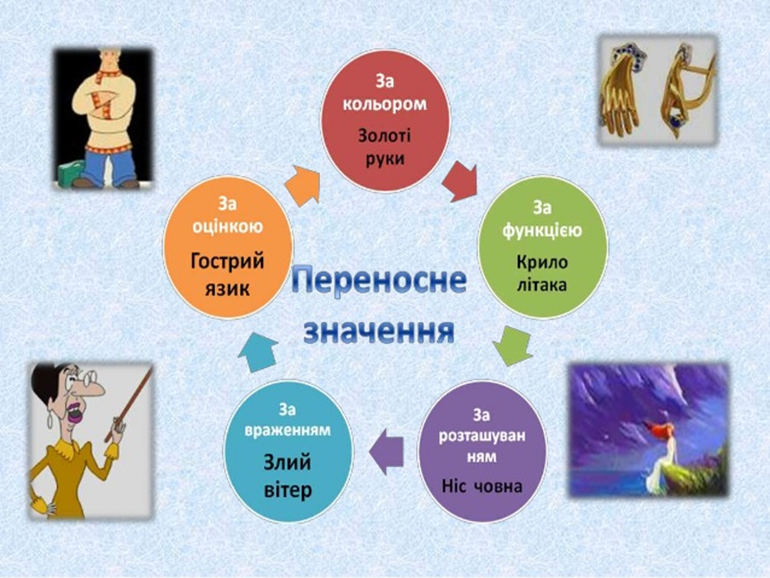 За
кольором
Золоті
руки
За
функцією
Крило
літака
За
розташуван
ням
Ніс човна
За
враженням
Злий
вітер
За
оцінкою
Гострий
язик
Переносне
значення